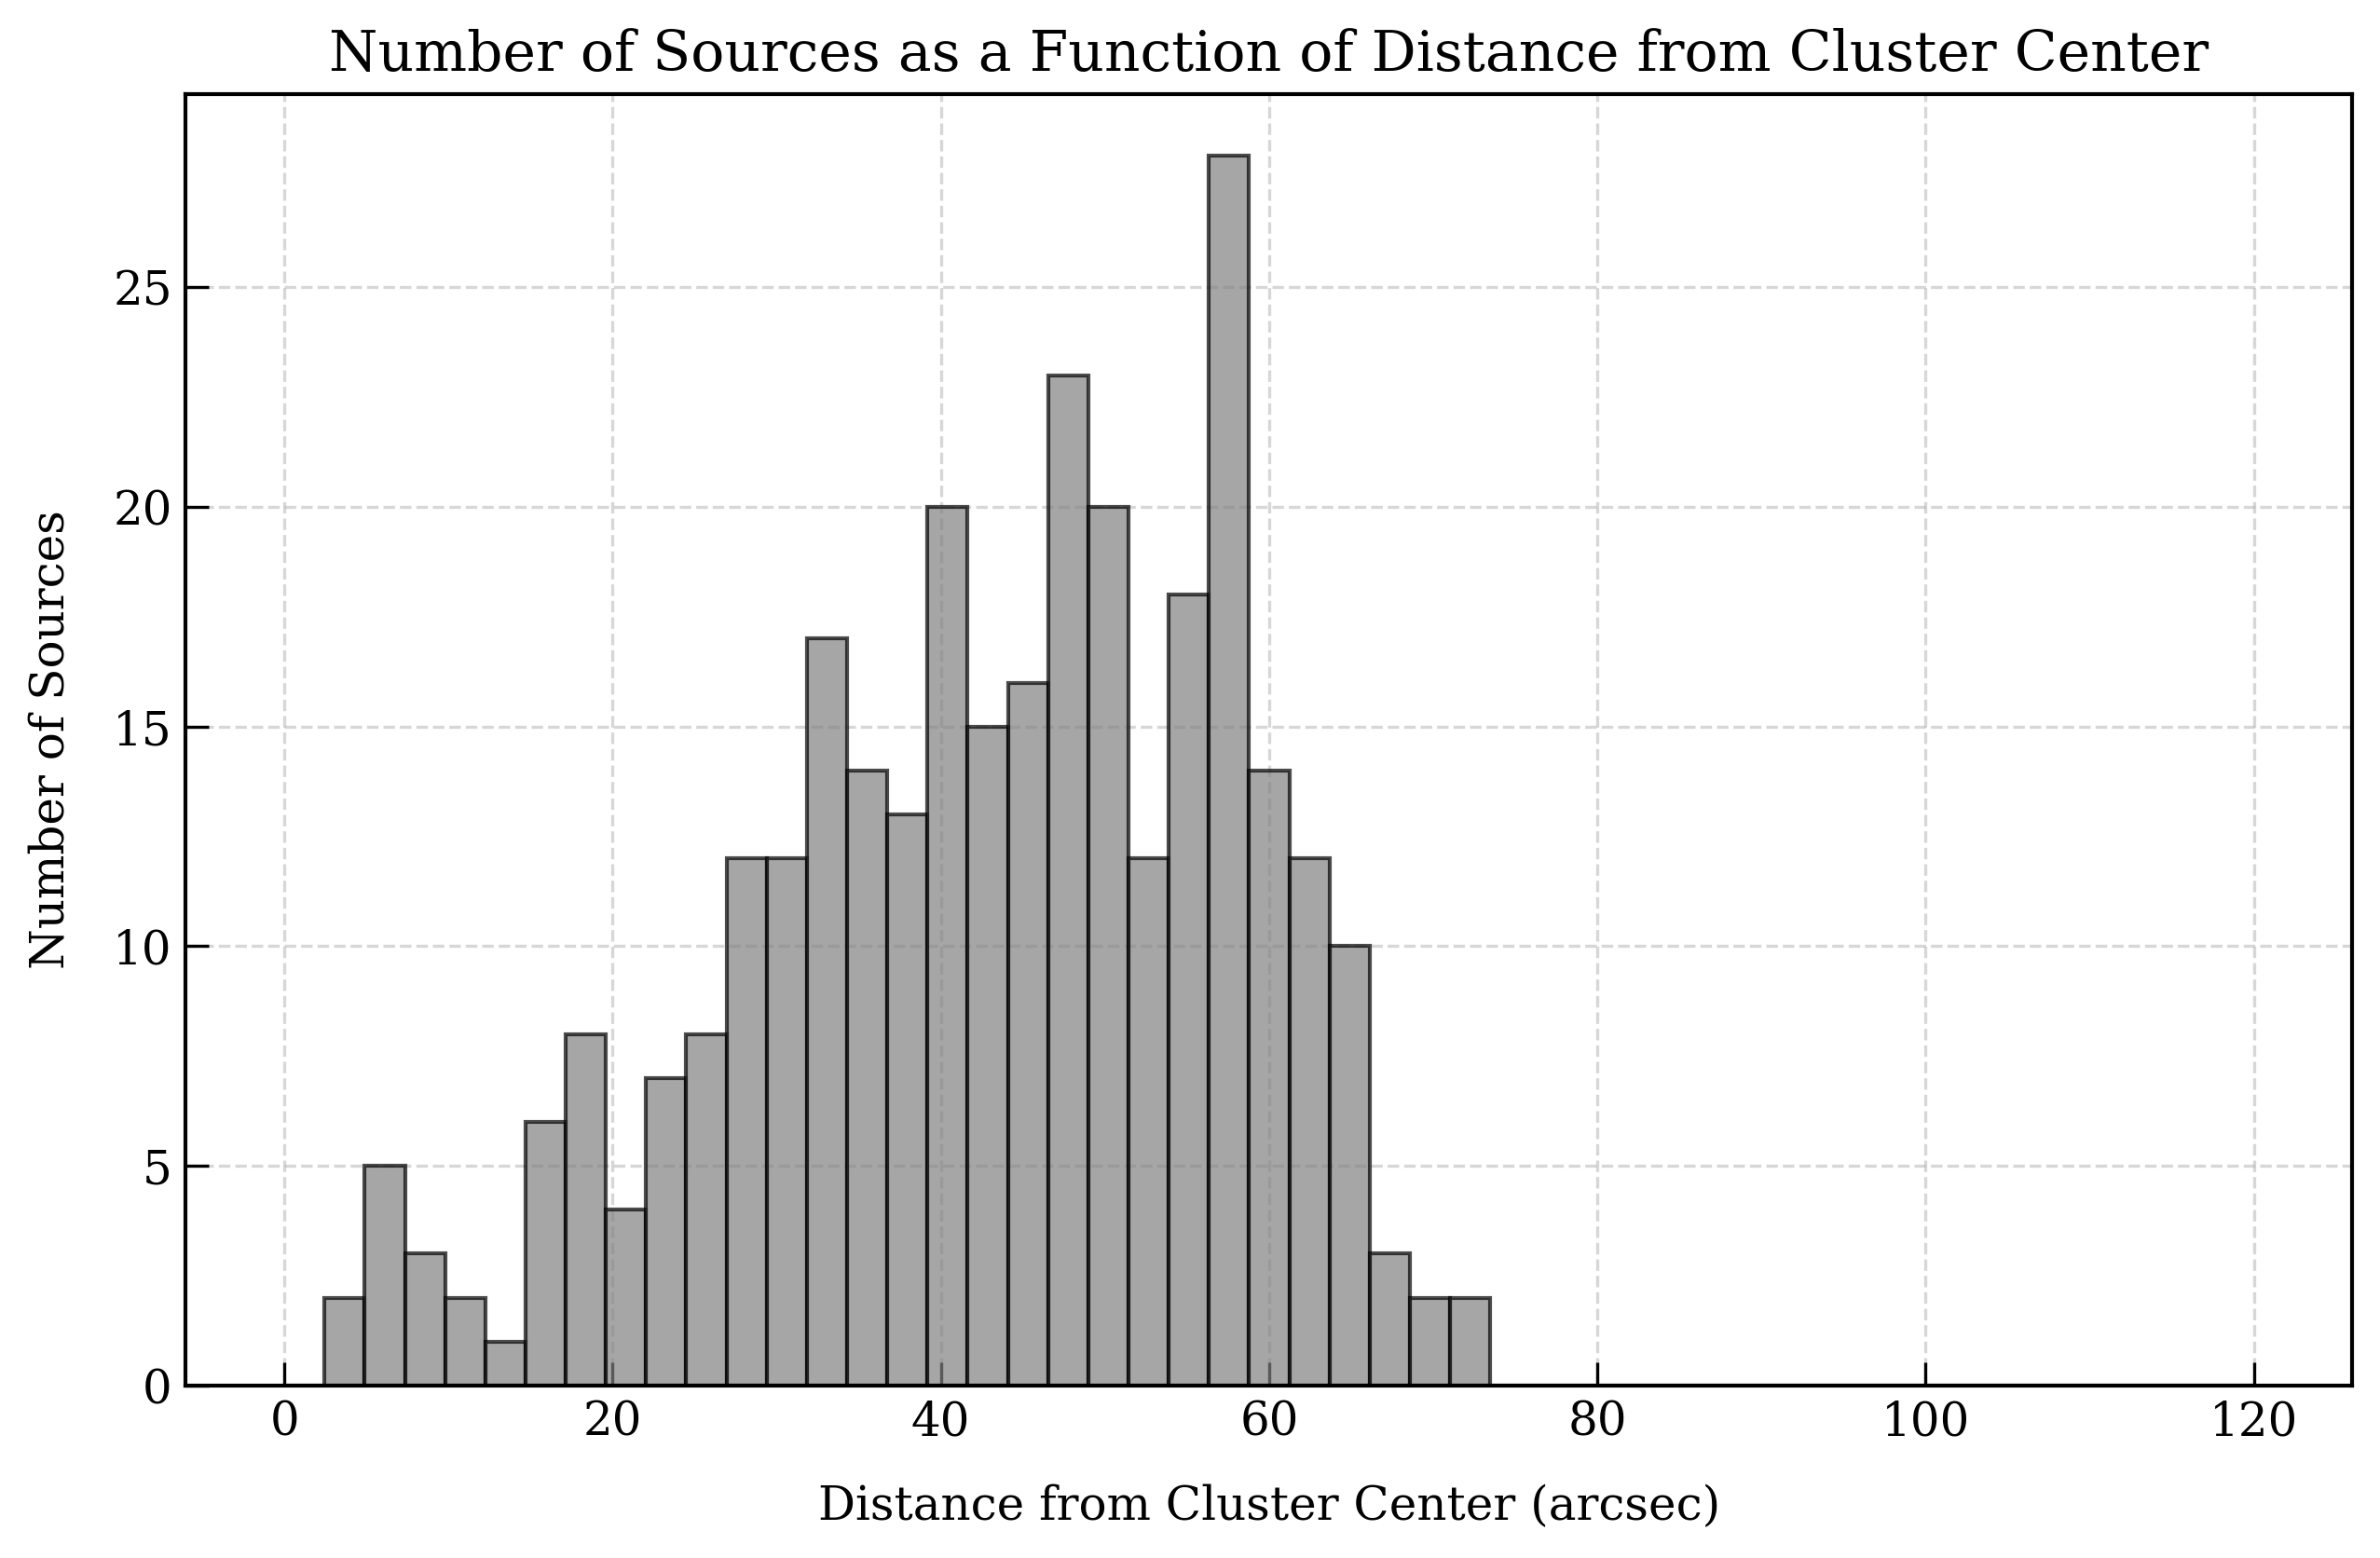 Number of Sources as a Function of Distance from Cluster Center
Number of Sources
25
20
15
10
5
0
0 20 40 60 80 100 120
Distance from Cluster Center (arcsec)